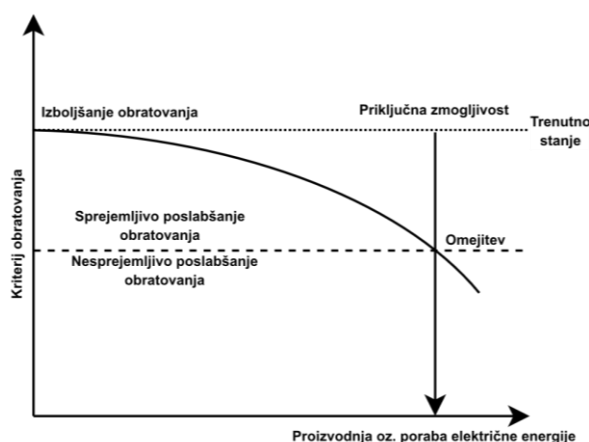 Izboljšanje obratovanja
Priključna zmogljivost
Trenutno
stanje
Kriterij obratovanja
Sprejemljivo poslabšanje
obratovanja
Omejitev
Nesprejemljivo poslabšanje
obratovanja
Proizvodnja oz. poraba električne energije